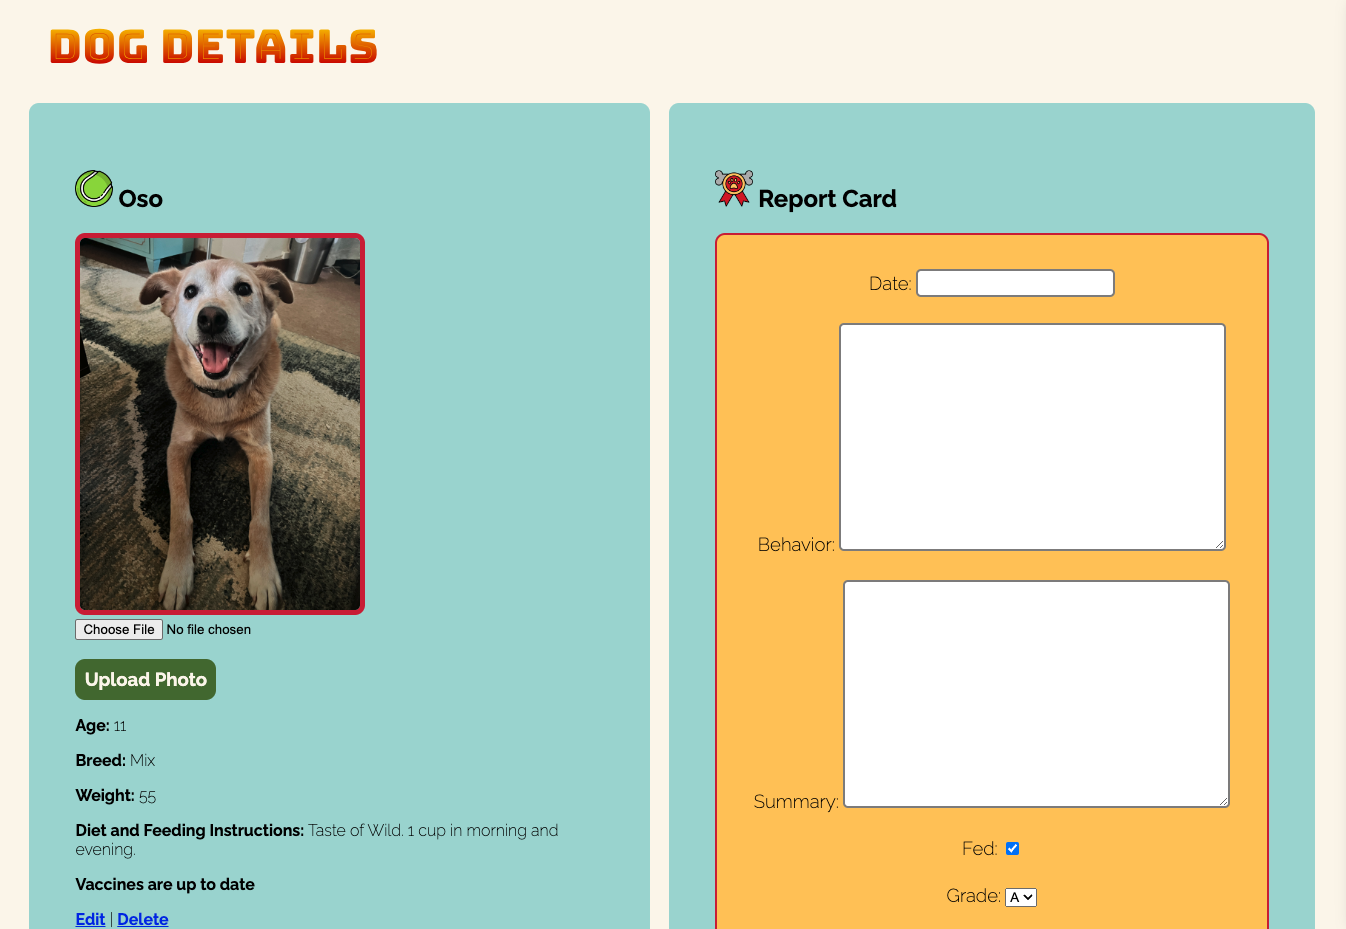 DOG DETAILS
Oso
Choose File No file chosen
Upload Photo
Age: 11
Breed: Mix
Weight: 55
Diet and Feeding Instructions: Taste of Wild. 1 cup in morning and
evening.
Vaccines are up to date
Edit | Delete
Report Card
Date:
Behavior:
Summary:
Fed:
Grade: A